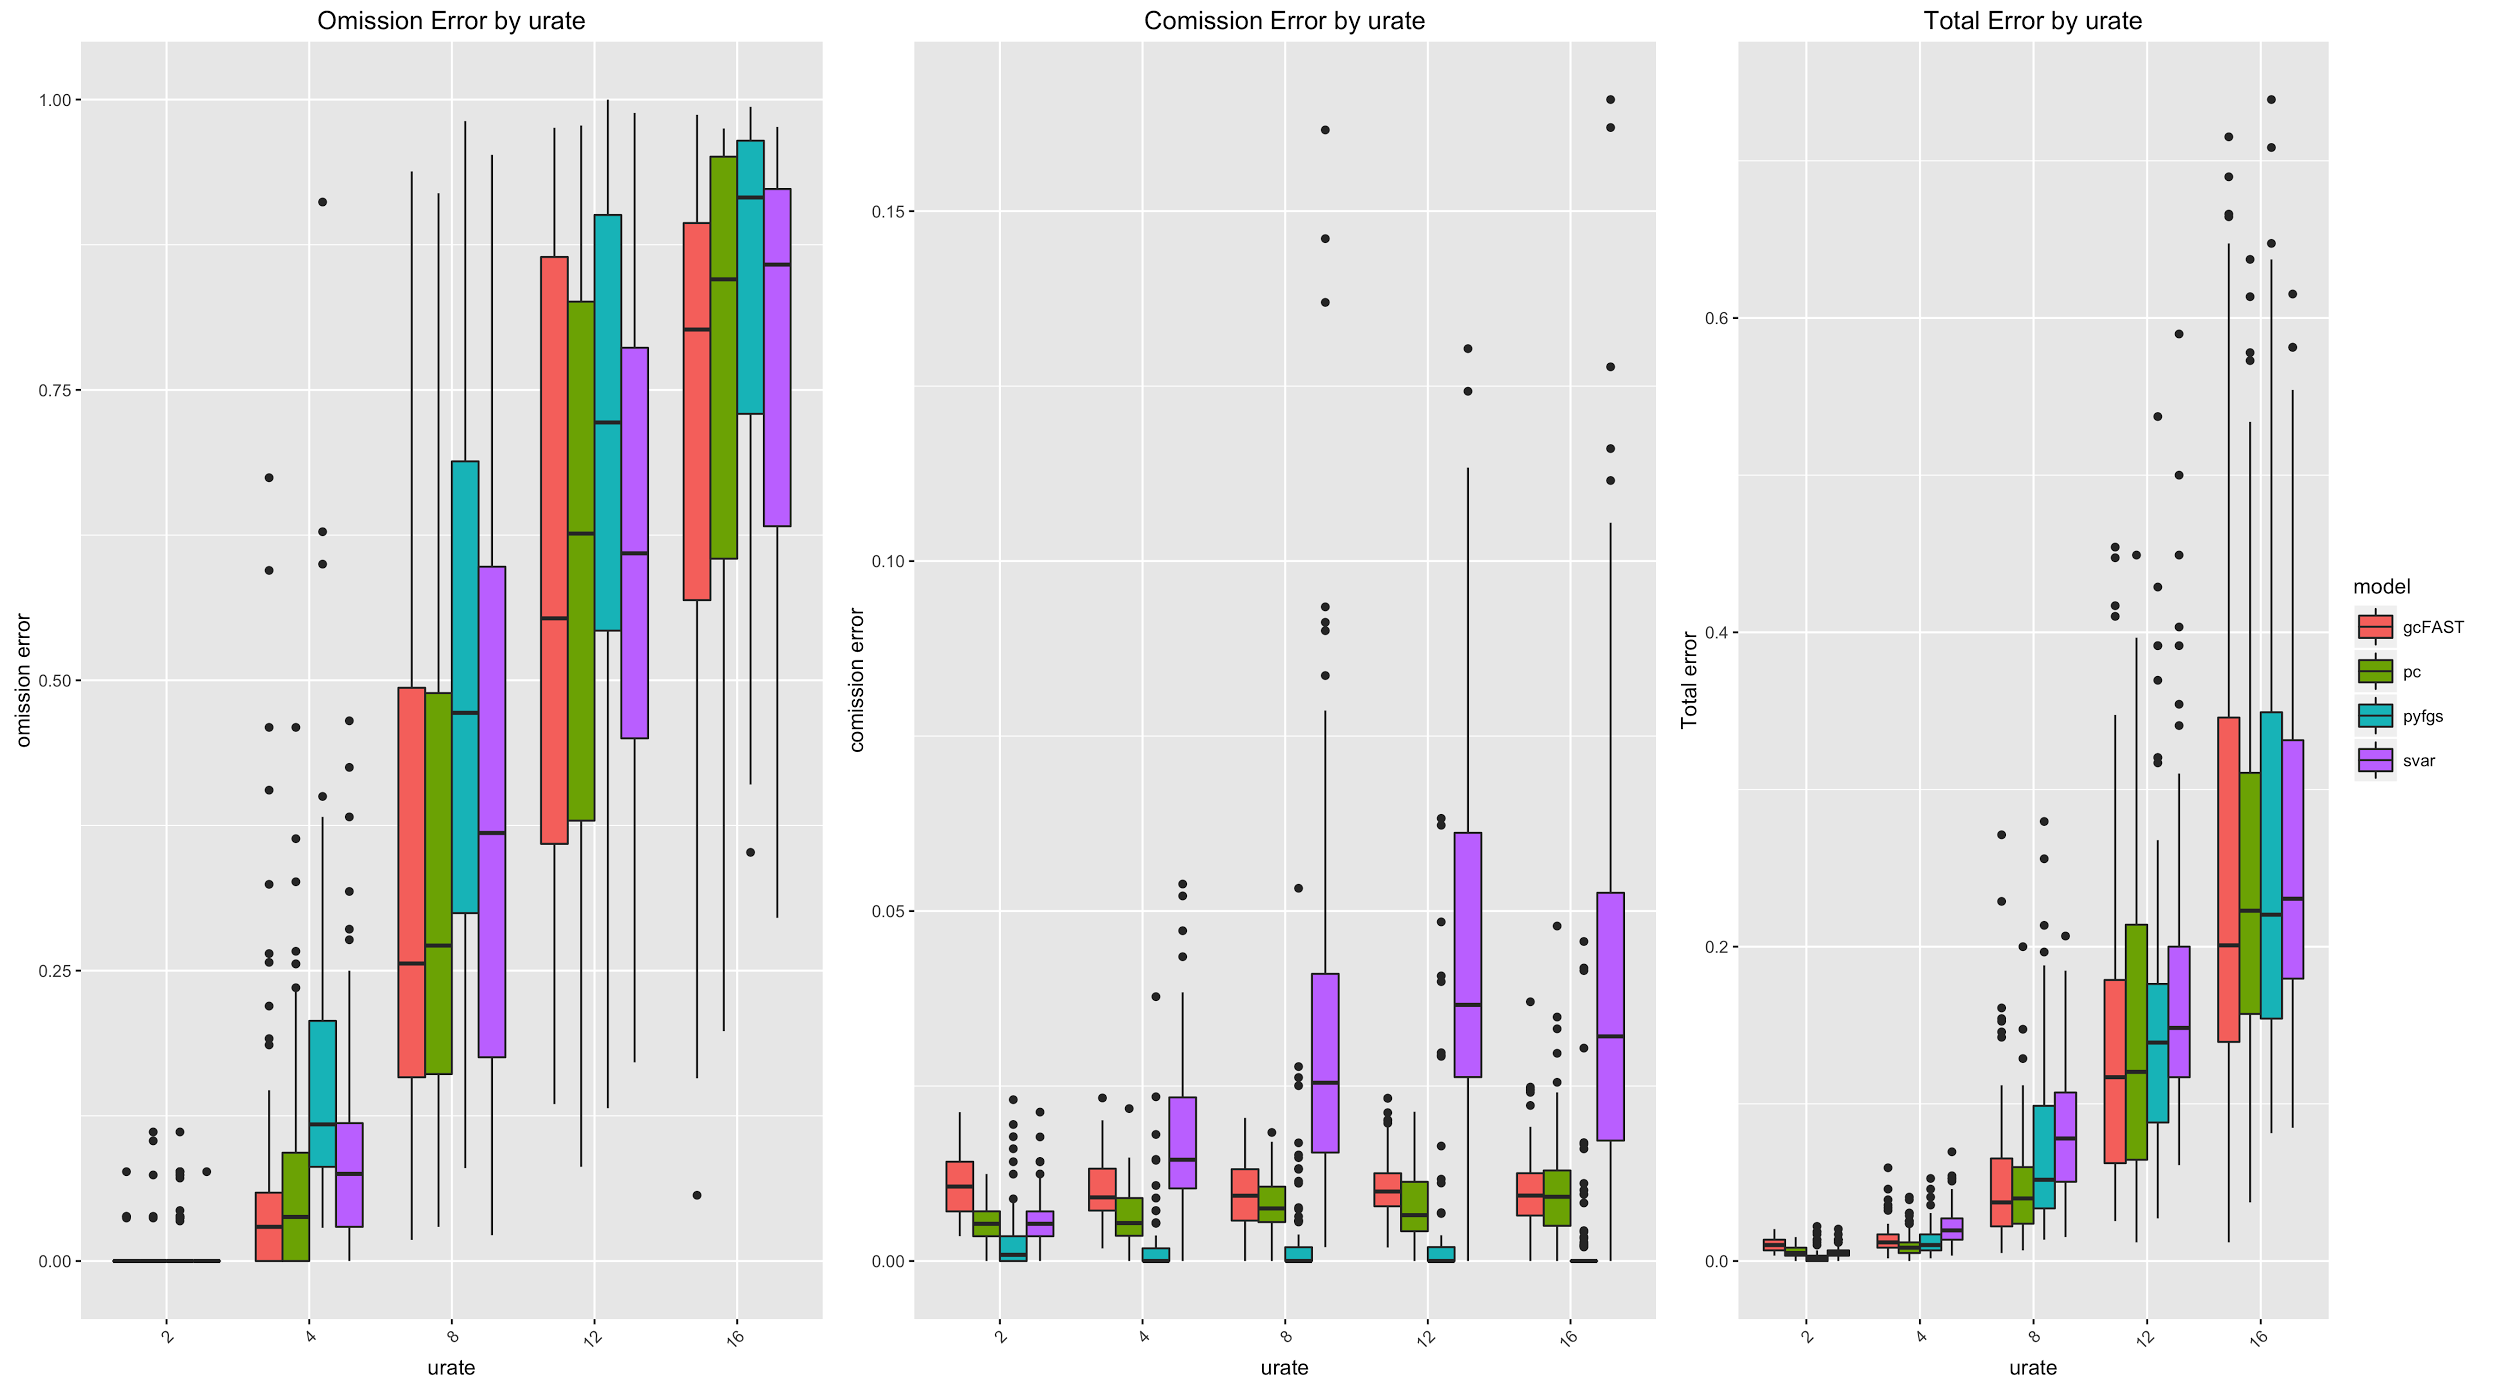 Omission Error by urate
Comission Error by urate
Total Error by urate
omission error
1.00
0.75
0.50
0.25
0.00
2
4
8
12
16
urate
comission error
0.15
0.10
0.05
0.00
2
4
8
12
16
urate
Total error
0.6
0.4
0.2
0.0
2
4
8
12
16
urate
model
gcFAST
pc
pyfgs
svar